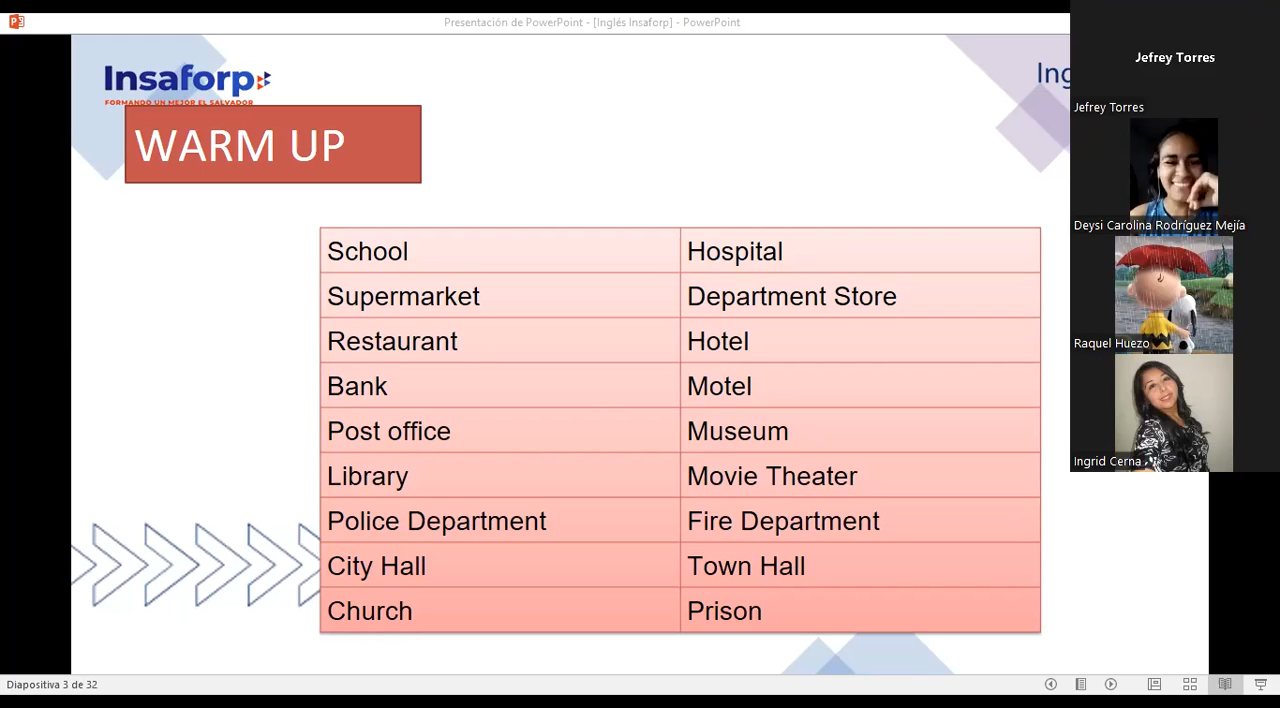 Presentación de PowerPoint - [Inglés Insaforp] - PowerPoint
Insaforp
FORMANDO UN MEJOR EL SALVADOR
Ing
WARM UP
School Hospital
Supermarket Department Store
Restaurant Hotel
Bank Motel
Post office Museum
Library Movie Theater
Police Department Fire Department
City Hall Town Hall
Church Prison
Jefrey Torres
Jefrey Torres
Deysi Carolina Rodríguez Mejía
Raquel Huezo
Ingrid Cerna
Diapositiva 3 de 32